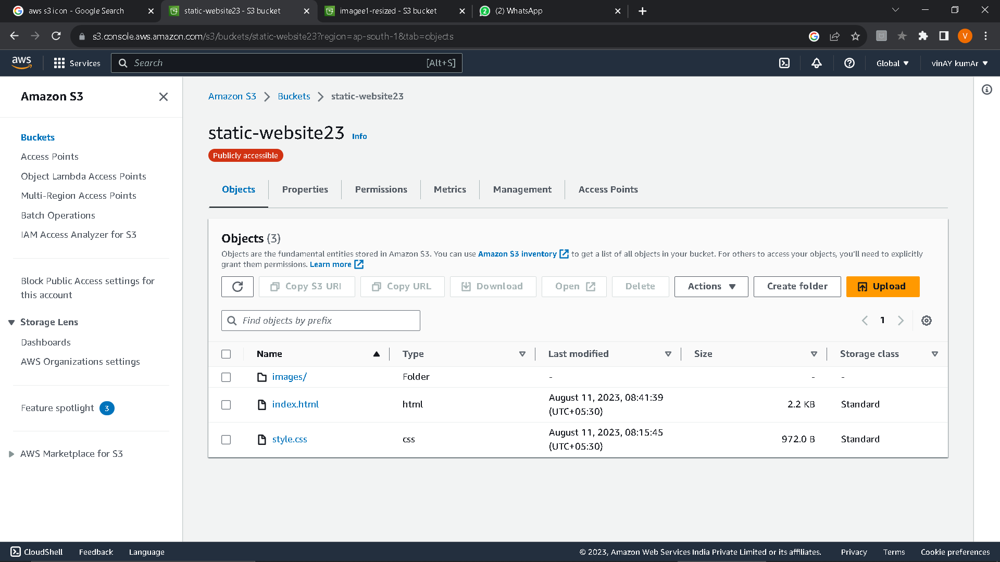 aws s3 icon - Google Search
static-website23 - S3 bucket
imagee1-resized - S3 bucket
(2) WhatsApp
s3.console.aws.amazon.com/s3/buckets/static-website23?region=ap-south-1&tab=objects
V
aws
Services
Search
[Alt+S]
Global
vinAY kumAr
Amazon S3
Buckets
Access Points
Object Lambda Access Points
Multi-Region Access Points
Batch Operations
IAM Access Analyzer for S3
Block Public Access settings for
this account
Storage Lens
Dashboards
AWS Organizations settings
Feature spotlight 3
AWS Marketplace for S3
Amazon S3 > Buckets > static-website23
static-website23 Info
Publicly accessible
Objects Properties Permissions Metrics Management Access Points
Objects (3)
Objects are the fundamental entities stored in Amazon S3. You can use Amazon S3 inventory to get a list of all objects in your bucket. For others to access your objects, you'll need to explicitly
grant them permissions. Learn more
Copy S3 URI Copy URL Download Open Delete Actions Create folder Upload
Find objects by prefix
1
Name Type Last modified Size Storage class
images/ Folder - - -
index.html html August 11, 2023, 08:41:39 (UTC+05:30) 2.2 KB Standard
style.css css August 11, 2023, 08:15:45 (UTC+05:30) 972.0 B Standard
CloudShell Feedback Language
© 2023, Amazon Web Services India Private Limited or its affiliates. Privacy Terms Cookie preferences